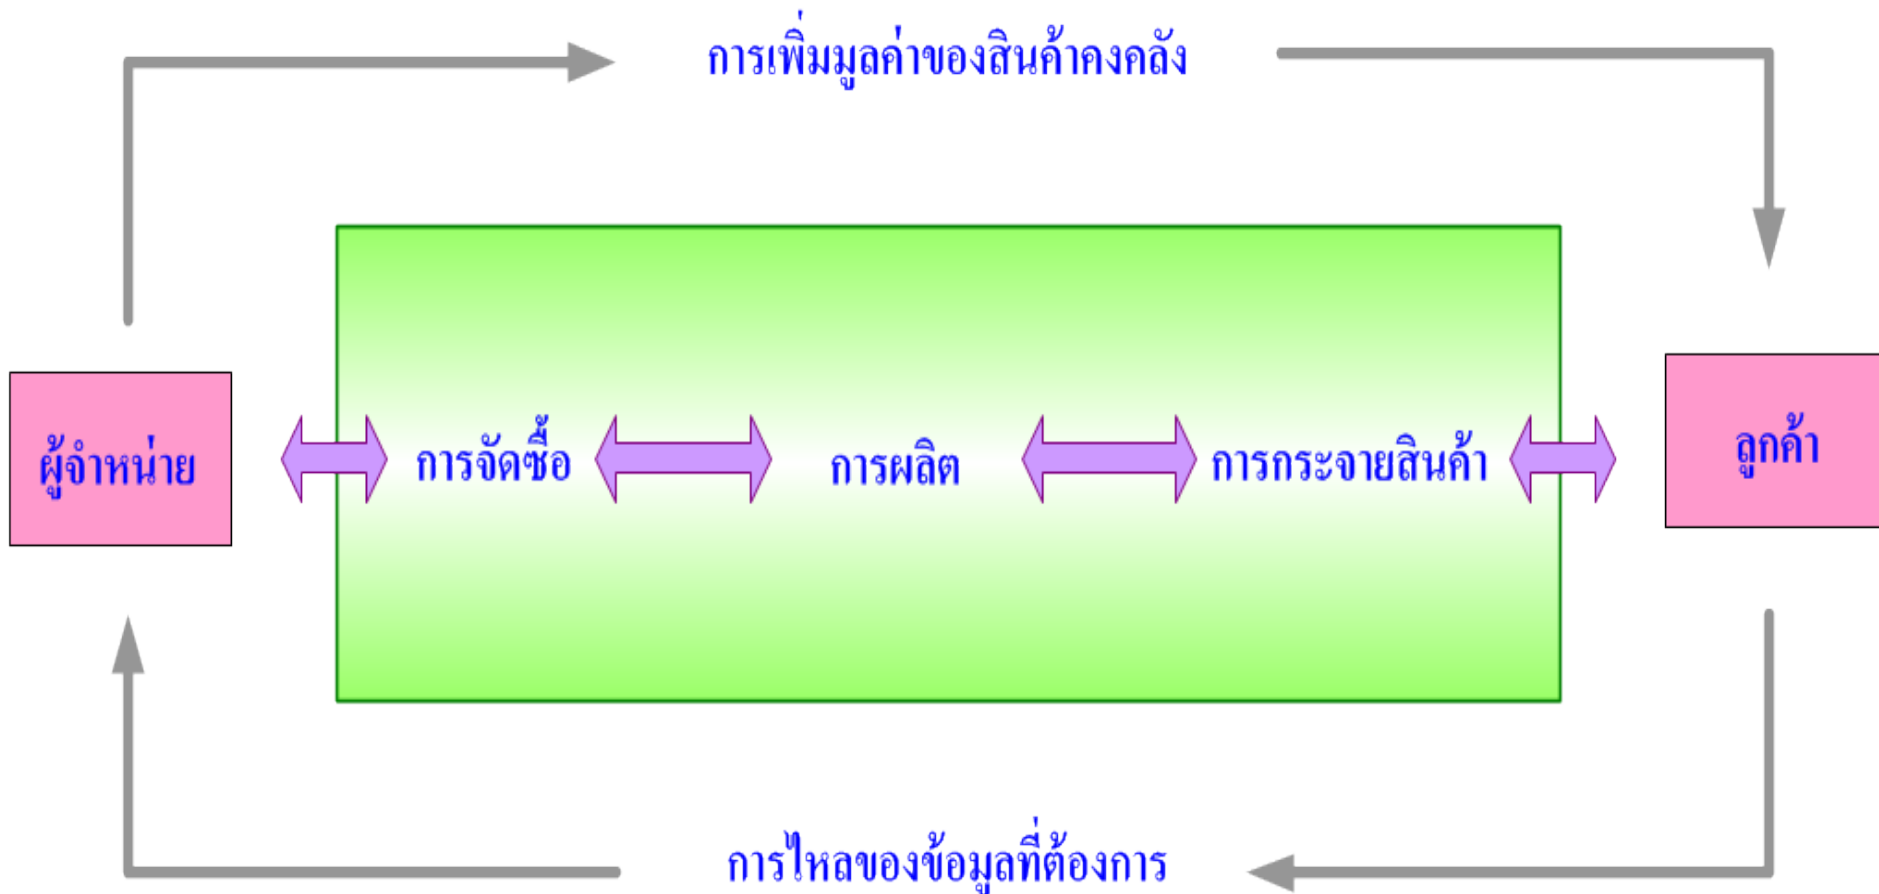 การเพิ่มมูลค่าของสินค้าคงคลัง
ผู้จำหน่าย
การจัดซื้อ
การผลิต
การกระจายสินค้า
ลูกค้า
การไหลของข้อมูลที่ต้องการ